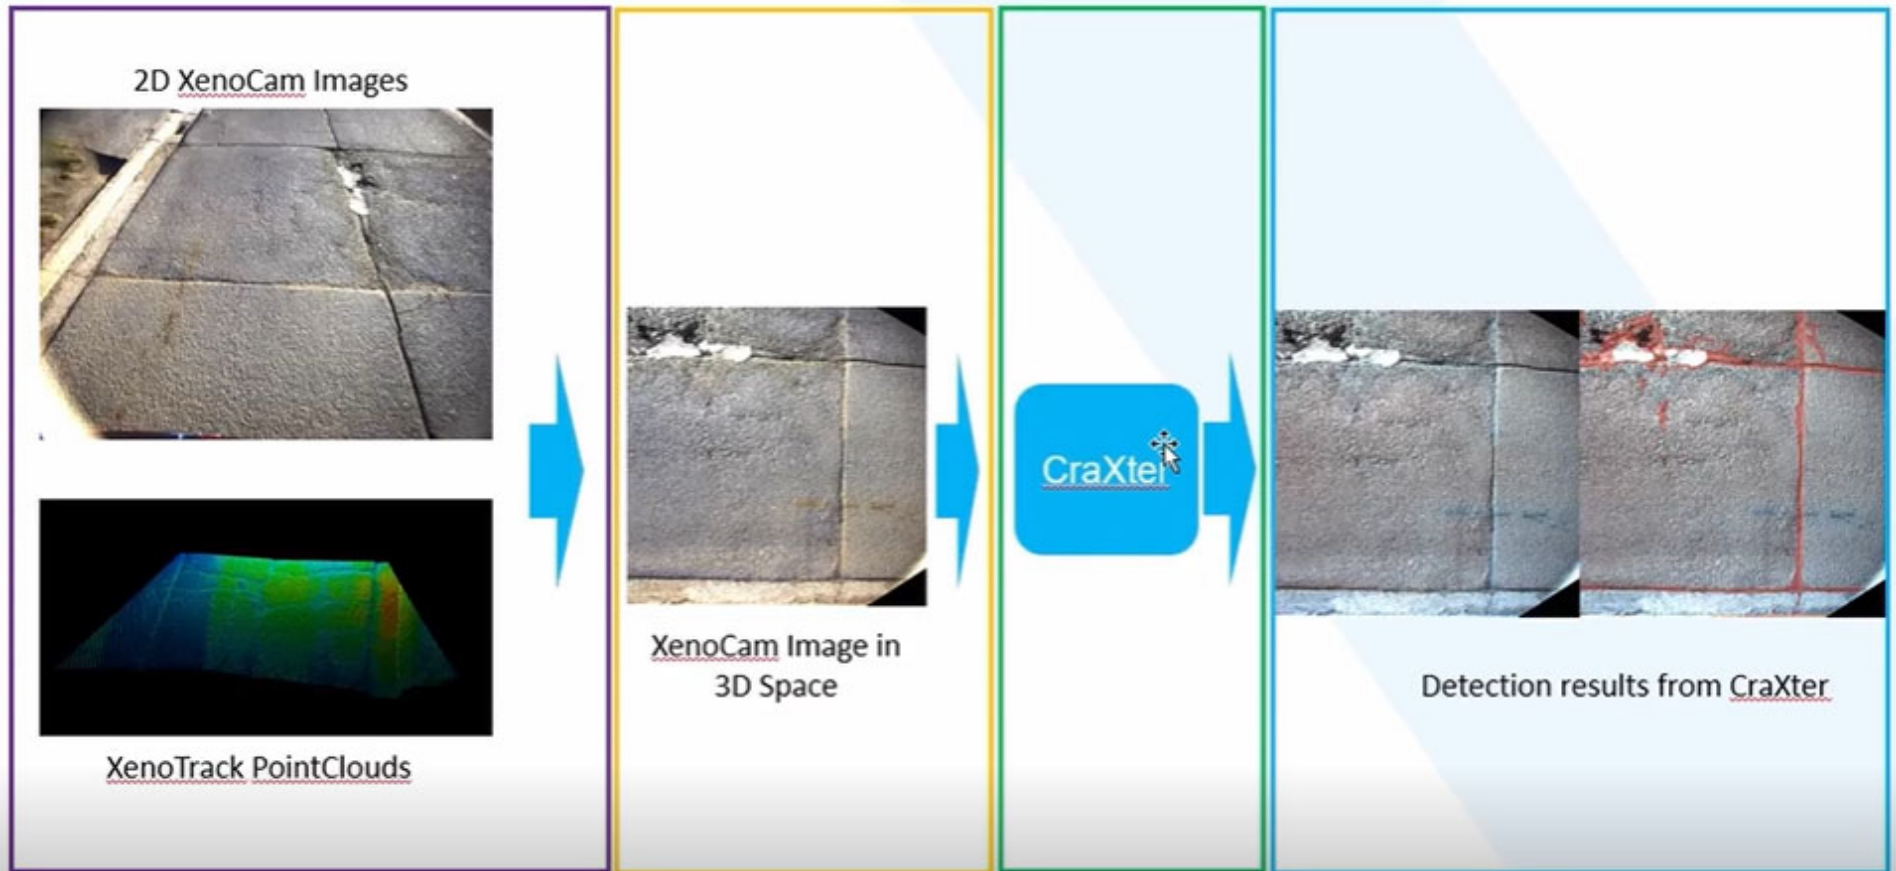 2D XenoCam Images
XenoTrack PointClouds
XenoCam Image in
3D Space
CraXter
Detection results from CraXter